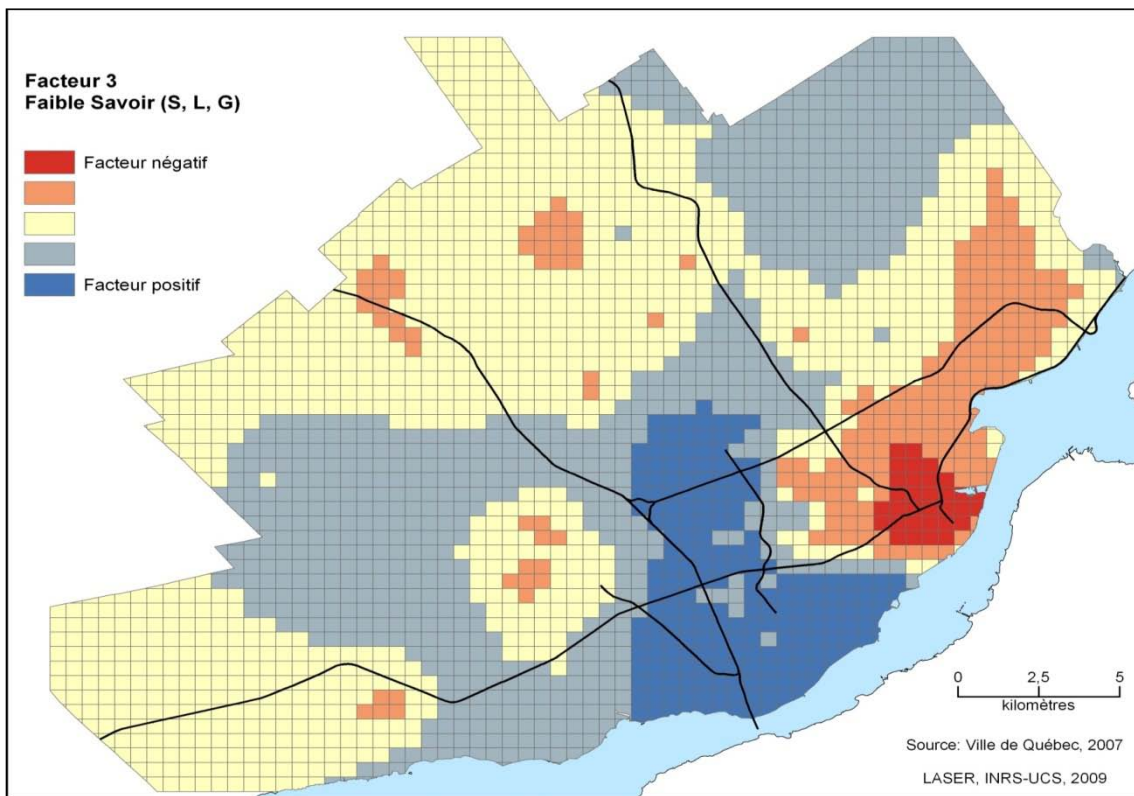 Facteur 3
Faible Savoir (S, L, G)
Facteur négatif
Facteur positif
0 2,5 5
kilomètres
Source: Ville de Québec, 2007
LASER, INRS-UCS, 2009